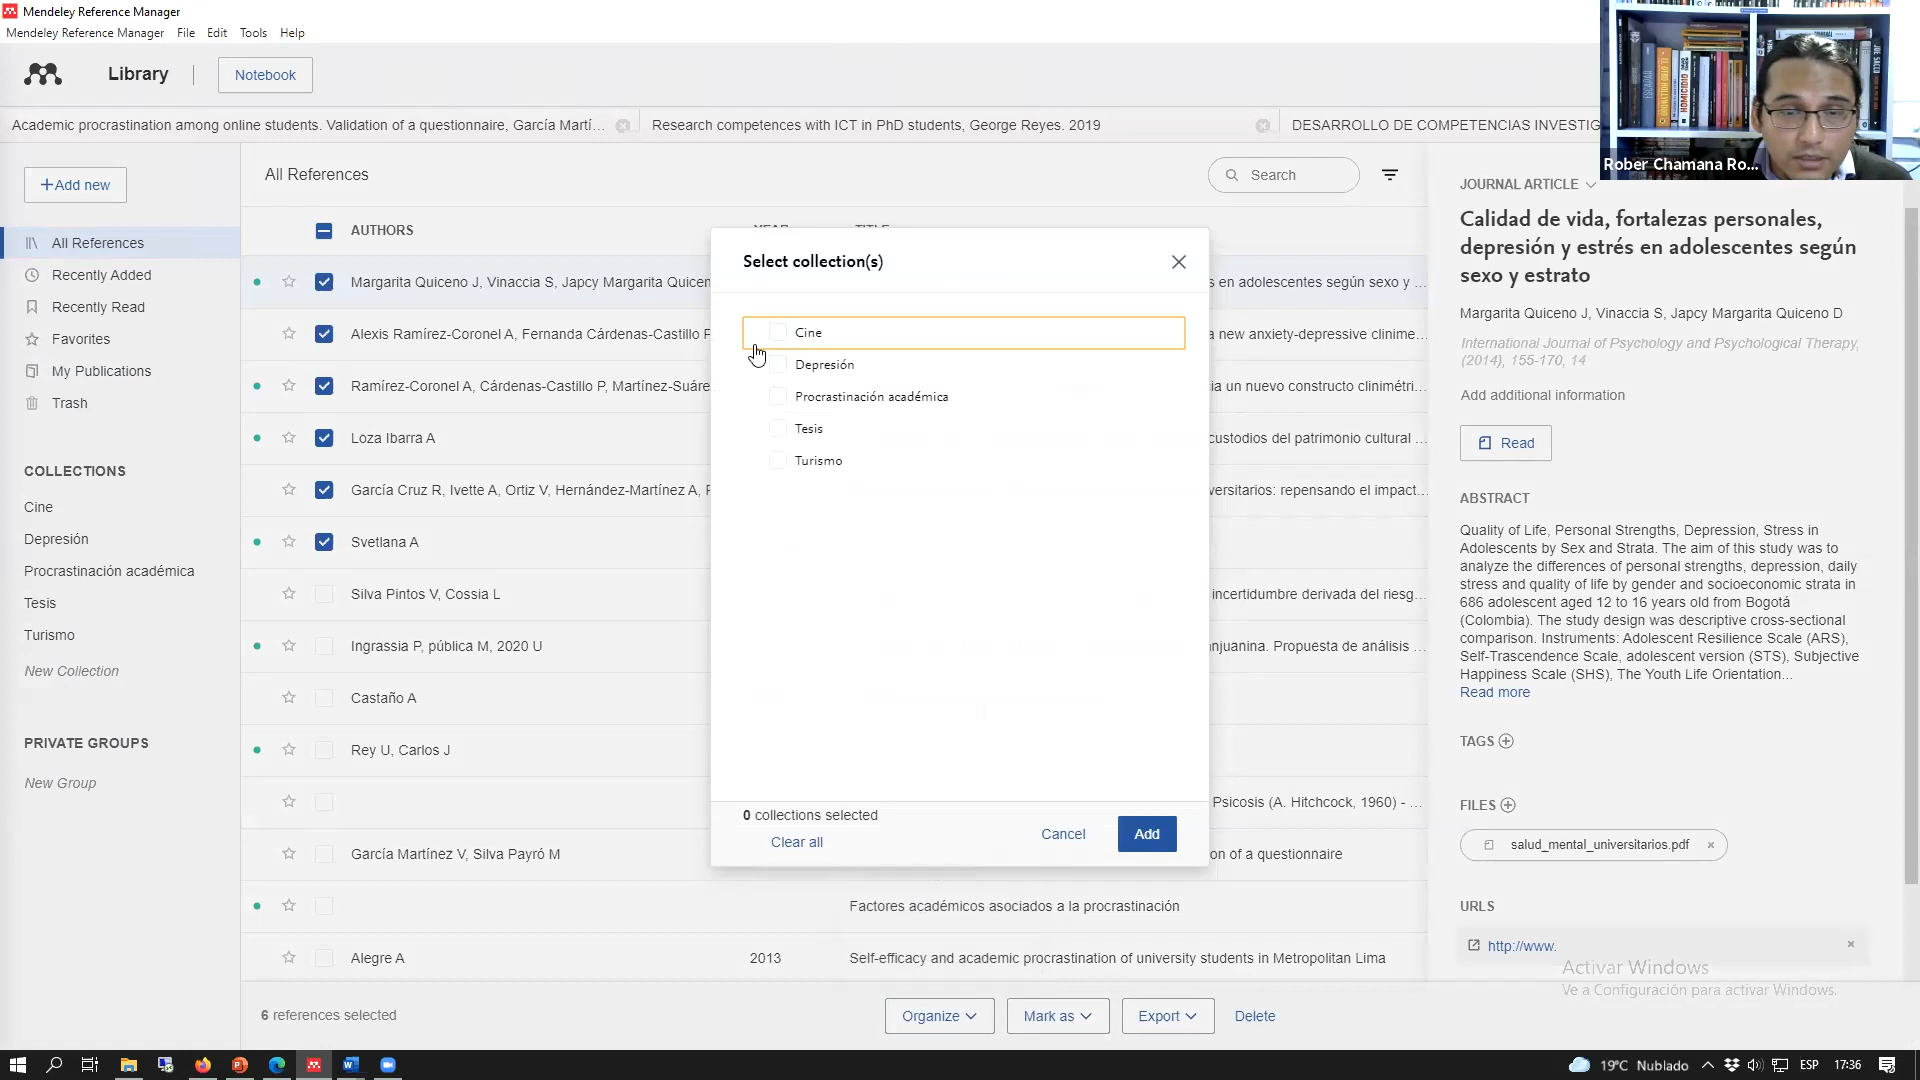 Mendeley Reference Manager
Mendeley Reference Manager File Edit Tools Help
Library
Notebook
Academic procrastination among online students. Validation of a questionnaire, García Martí...
Research competences with ICT in PhD students, George Reyes. 2019
DESARROLLO DE COMPETENCIAS INVESTIG
Rober Chamana Ro...
+Add new
All References
Recently Added
Recently Read
Favorites
My Publications
Trash
COLLECTIONS
Cine
Depresión
Procrastinación académica
Tesis
Turismo
New Collection
PRIVATE GROUPS
New Group
All References
Search
AUTHORS YEAR TITLE
Margarita Quiceno J, Vinaccia S, Japcy Margarita Quicen s en adolescentes según sexo y ...
Alexis Ramírez-Coronel A, Fernanda Cárdenas-Castillo P a new anxiety-depressive clinime...
Ramírez-Coronel A, Cárdenas-Castillo P, Martínez-Suáre cia un nuevo constructo clinimétri...
Loza Ibarra A custodios del patrimonio cultural ...
García Cruz R, Ivette A, Ortiz V, Hernández-Martínez A, F versitarios: repensando el impact...
Svetlana A
Silva Pintos V, Cossia L incertidumbre derivada del riesg...
Ingrassia P, pública M, 2020 U njuanina. Propuesta de análisis ...
Castaño A
Rey U, Carlos J
Psicosis (A. Hitchcock, 1960) - ...
García Martínez V, Silva Payró M on of a questionnaire
Factores académicos asociados a la procrastinación
Alegre A 2013 Self-efficacy and academic procrastination of university students in Metropolitan Lima
Select collection(s)
Cine
Depresión
Procrastinación académica
Tesis
Turismo
0 collections selected
Clear all
Cancel
Add
6 references selected
Organize
Mark as
Export
Delete
JOURNAL ARTICLE
Calidad de vida, fortalezas personales,
depresión y estrés en adolescentes según
sexo y estrato
Margarita Quiceno J, Vinaccia S, Japcy Margarita Quiceno D
International Journal of Psychology and Psychological Therapy,
(2014), 155-170, 14
Add additional information
Read
ABSTRACT
Quality of Life, Personal Strengths, Depression, Stress in
Adolescents by Sex and Strata. The aim of this study was to
analyze the differences of personal strengths, depression, daily
stress and quality of life by gender and socioeconomic strata in
686 adolescent aged 12 to 16 years old from Bogotá
(Colombia). The study design was descriptive cross-sectional
comparison. Instruments: Adolescent Resilience Scale (ARS),
Self-Trascendence Scale, adolescent version (STS), Subjective
Happiness Scale (SHS), The Youth Life Orientation...
Read more
TAGS
FILES
salud_mental_universitarios.pdf
URLS
http://www.
Activar Windows
Ve a Configuración para activar Windows.
19°C Nublado
ESP
17:36